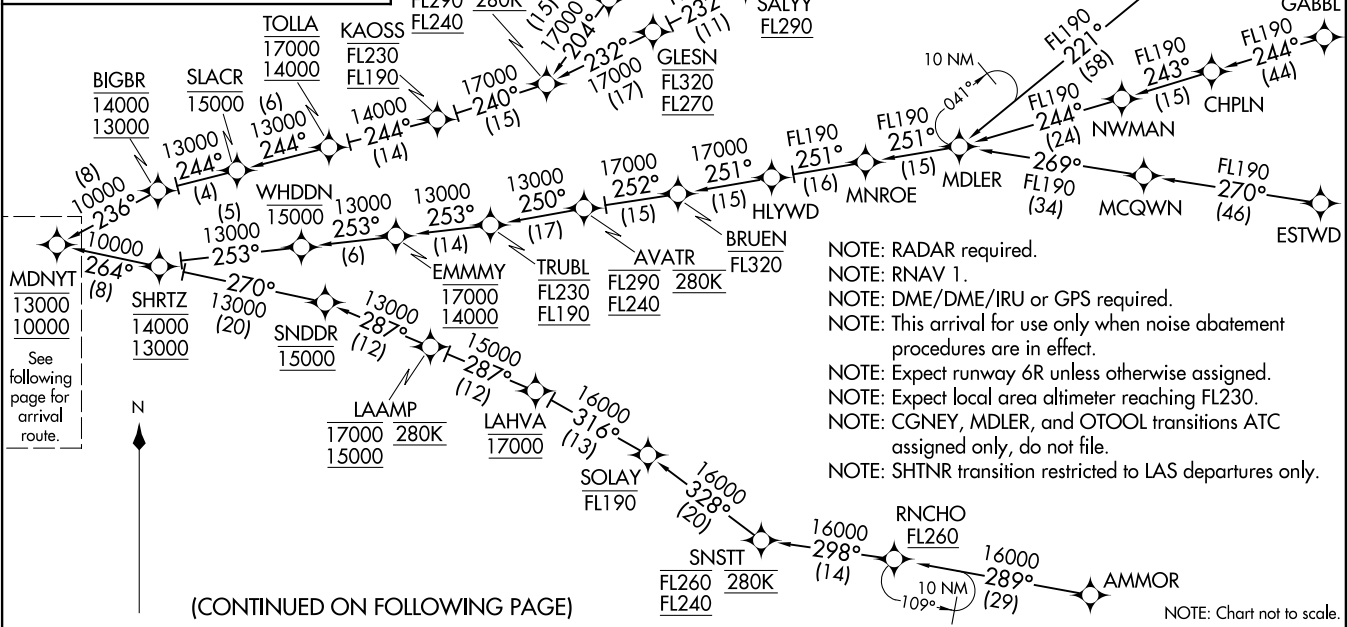 FL290 280K
FL240
17000
204°
(15)
232°
(11)
SALYY
FL290
GABBL
TOLLA
17000
14000
KAOSS
FL230
FL190
GLESN
FL320
FL270
232°
17000
(17)
17000
240°
(15)
14000
244°
(14)
(6)
13000
244°
SLACR
15000
BIGBR
14000
13000
13000
244°
(4)
(8)
10000
236°
FL190
221°
(58)
10 NM
041°
FL190
244°
(44)
FL190
243°
(15)
CHPLN
FL190
244°
(24)
NWMAN
MDLER
269°
FL190
(34)
MCQWN
FL190
270°
(46)
ESTWD
FL190
251°
(15)
MNROE
FL190
251°
(16)
HLYWD
17000
251°
(15)
BRUEN
FL320
17000
252°
(15)
AVATR
FL290 280K
FL240
13000
250°
(17)
TRUBL
FL230
FL190
13000
253°
(14)
EMMMY
17000
14000
13000
253°
(6)
WHDDN
15000
(5)
13000
253°
MDNYT
13000
10000
See
following
page for
arrival
route.
10000
264°
(8)
SHRTZ
14000
13000
270°
13000
(20)
SNDDR
15000
13000
287°
(12)
LAAMP
17000 280K
15000
15000
287°
(12)
LAHVA
17000
16000
316°
(13)
SOLAY
FL190
16000
328°
(20)
SNSTT
FL260 280K
FL240
16000
298°
(14)
RNCHO
FL260
10 NM
109°
16000
289°
(29)
AMMOR
N
NOTE: RADAR required.
NOTE: RNAV 1.
NOTE: DME/DME/IRU or GPS required.
NOTE: This arrival for use only when noise abatement
procedures are in effect.
NOTE: Expect runway 6R unless otherwise assigned.
NOTE: Expect local area altimeter reaching FL230.
NOTE: CGNEY, MDLER, and OTOOL transitions ATC
assigned only, do not file.
NOTE: SHTNR transition restricted to LAS departures only.
(CONTINUED ON FOLLOWING PAGE)
NOTE: Chart not to scale.